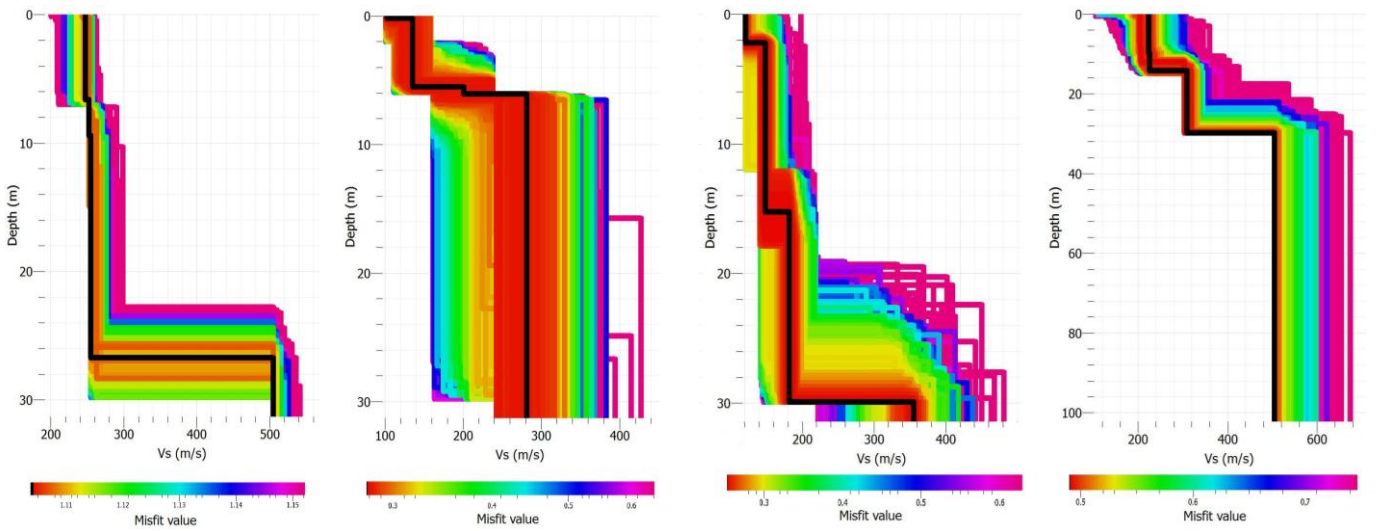 0
10
20
30
Depth (m)
200 300 400 500
Vs (m/s)
1.11 1.12 1.13 1.14 1.15
Misfit value
0
10
20
30
Depth (m)
100 200 300 400
Vs (m/s)
0.3 0.4 0.5 0.6
Misfit value
0
10
20
30
Depth (m)
200 300 400
Vs (m/s)
0.3 0.4 0.5 0.6
Misfit value
0
20
40
60
80
100
Depth (m)
200 400 600
Vs (m/s)
0.5 0.6 0.7
Misfit value